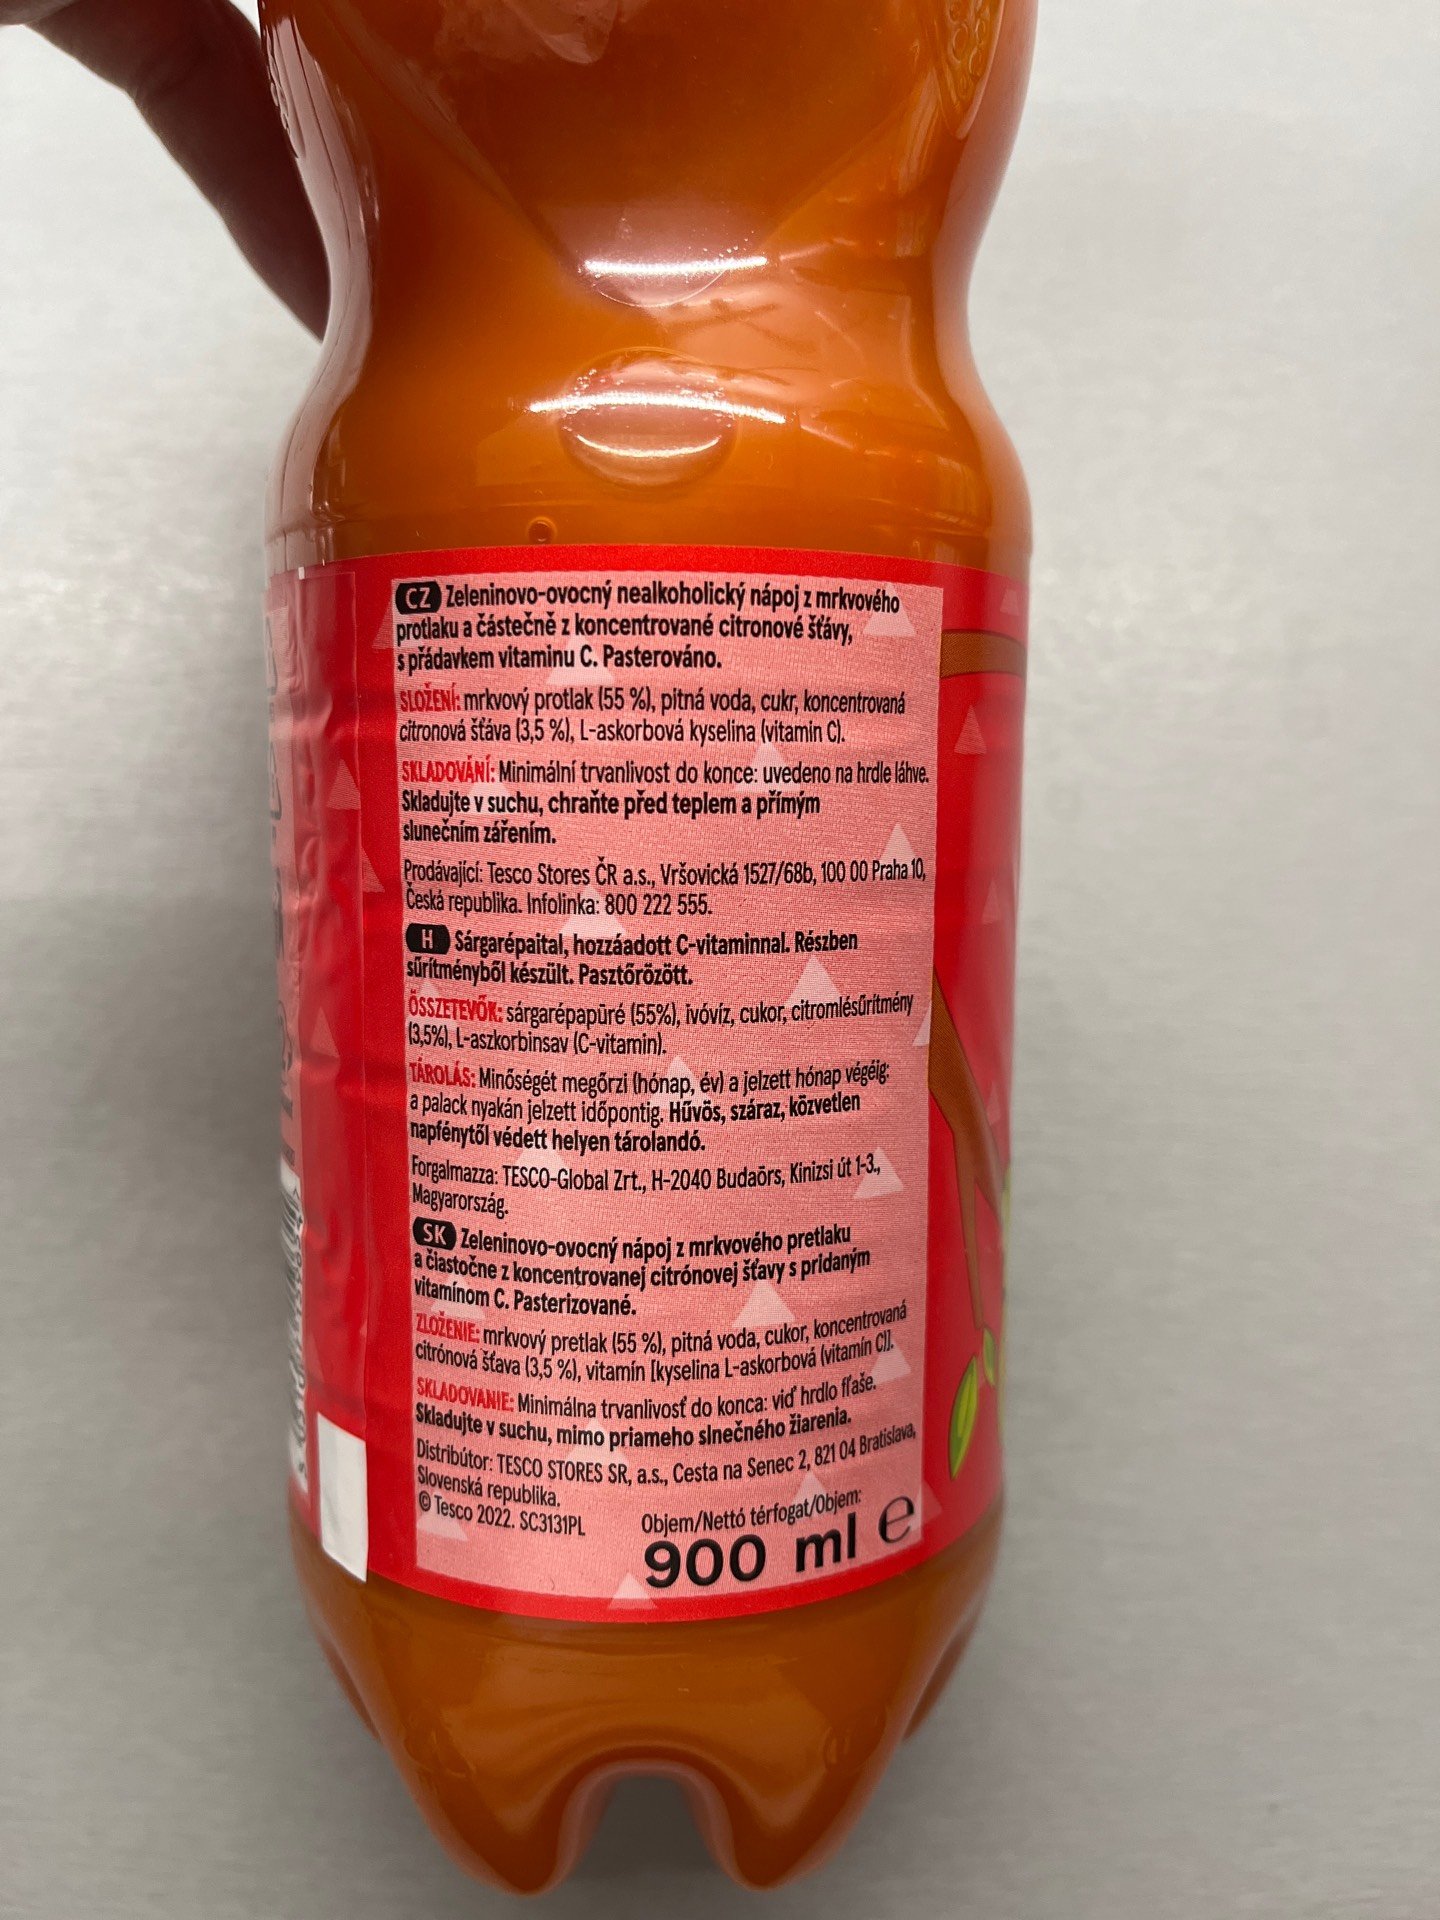 CZ Zeleninovo-ovocný nealkoholický nápoj z mrkvového
protlaku a částečně z koncentrované citronové šťávy,
s přádavkem vitaminu C. Pasterováno.
SLOŽENÍ: mrkvový protlak (55 %), pitná voda, cukr, koncentrovaná
citronová šťáva (3,5 %), L-askorbová kyselina (vitamin C).
SKLADOVÁNÍ: Minimální trvanlivost do konce: uvedeno na hrdle láhve.
Skladujte v suchu, chraňte před teplem a přímým
slunečním zářením.
Prodávající: Tesco Stores ČR a.s., Vršovická 1527/68b, 100 00 Praha 10,
Česká republika. Infolinka: 800 222 555.
H Sárgarépaital, hozzáadott C-vitaminnal. Részben
sűrítményből készült. Pasztőrözött.
ÖSSZETEVŐK: sárgarépapüré (55%), ivóvíz, cukor, citromlésűrítmény
(3,5%), L-aszkorbinsav (C-vitamin).
TÁROLÁS: Minőségét megőrzi (hónap, év) a jelzett hónap végéig:
a palack nyakán jelzett időpontig. Hűvös, száraz, közvetlen
napfénytől védett helyen tárolandó.
Forgalmazza: TESCO-Global Zrt., H-2040 Budaörs, Kinizsi út 1-3.,
Magyarország.
SK Zeleninovo-ovocný nápoj z mrkvového pretlaku
a čiastočne z koncentrovanej citrónovej šťavy s pridaným
vitamínom C. Pasterizované.
ZLOŽENIE: mrkvový pretlak (55 %), pitná voda, cukor, koncentrovaná
citrónová šťava (3,5 %), vitamín [kyselina L-askorbová (vitamín C)].
SKLADOVANIE: Minimálna trvanlivosť do konca: viď hrdlo fľaše.
Skladujte v suchu, mimo priameho slnečného žiarenia.
Distribútor: TESCO STORES SR, a.s., Cesta na Senec 2, 821 04 Bratislava,
Slovenská republika.
© Tesco 2022. SC3131PL
Objem/Nettó térfogat/Objem:
900 ml e